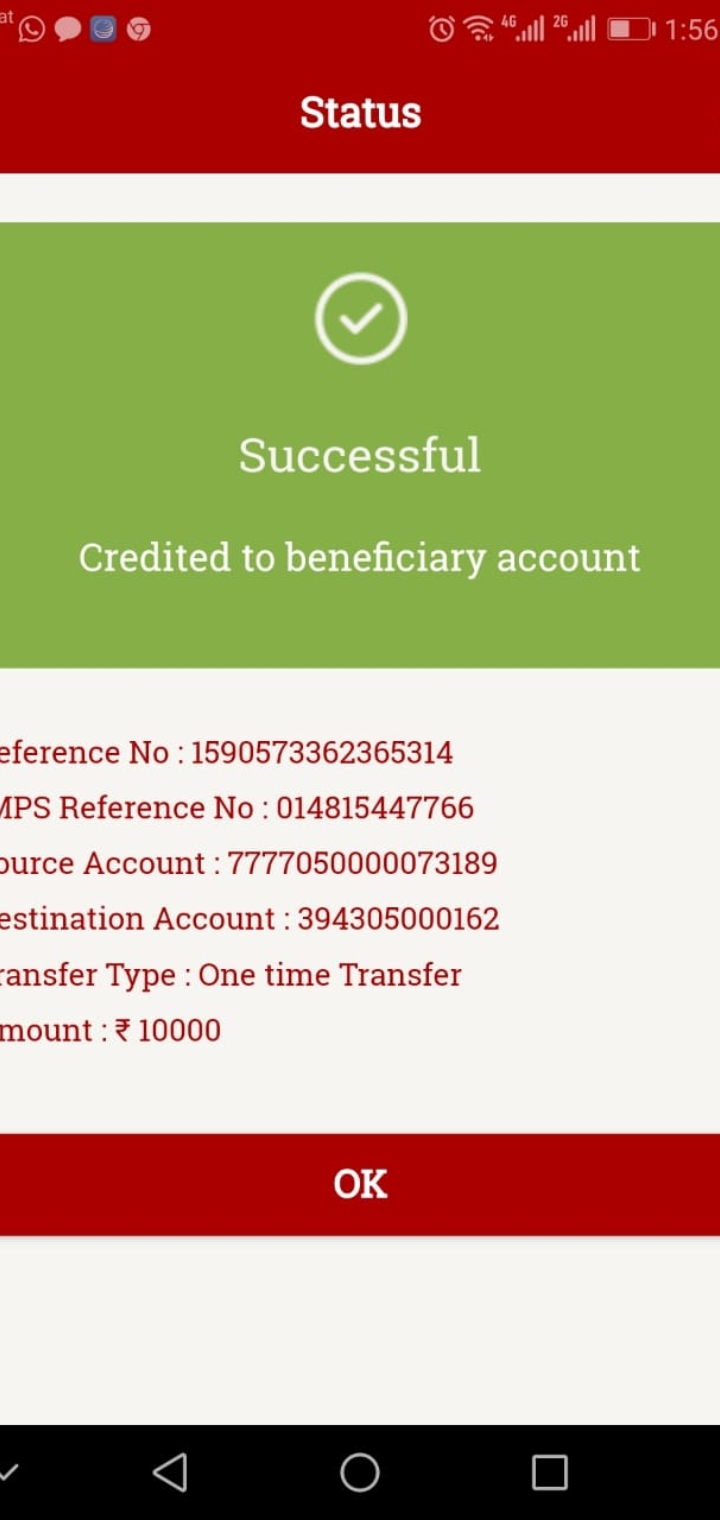 at 4G 2G 1:56
Status
Successful
Credited to beneficiary account
eference No : 1590573362365314
MPS Reference No : 014815447766
ource Account : 7777050000073189
estination Account : 394305000162
ransfer Type : One time Transfer
mount : ₹ 10000
OK